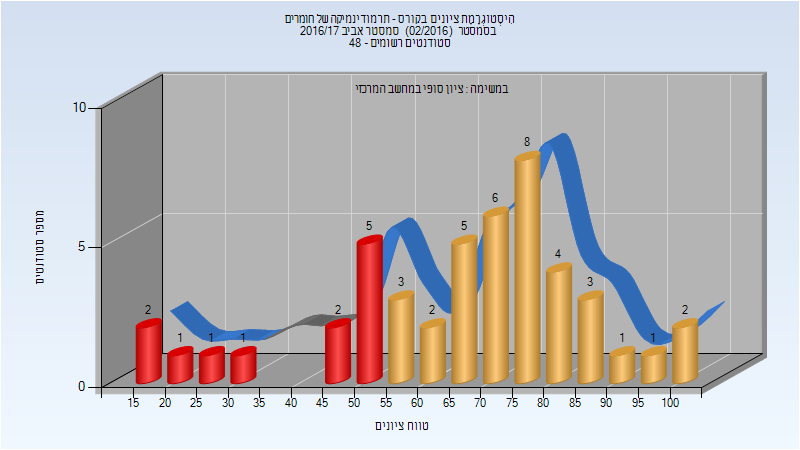 היסטוגרמת ציונים בקורס - תרמודינמיקה של חומרים
בסמסטר (02/2016) סמסטר אביב 2016/17
סטודנטים רשומים - 48
במשימה : ציון סופי במחשב המרכזי
מספר סטודנטים
10
5
0
2 1 1 1 2 5 3 2 5 6 8 4 3 1 1 2
15 20 25 30 35 40 45 50 55 60 65 70 75 80 85 90 95 100
טווח ציונים